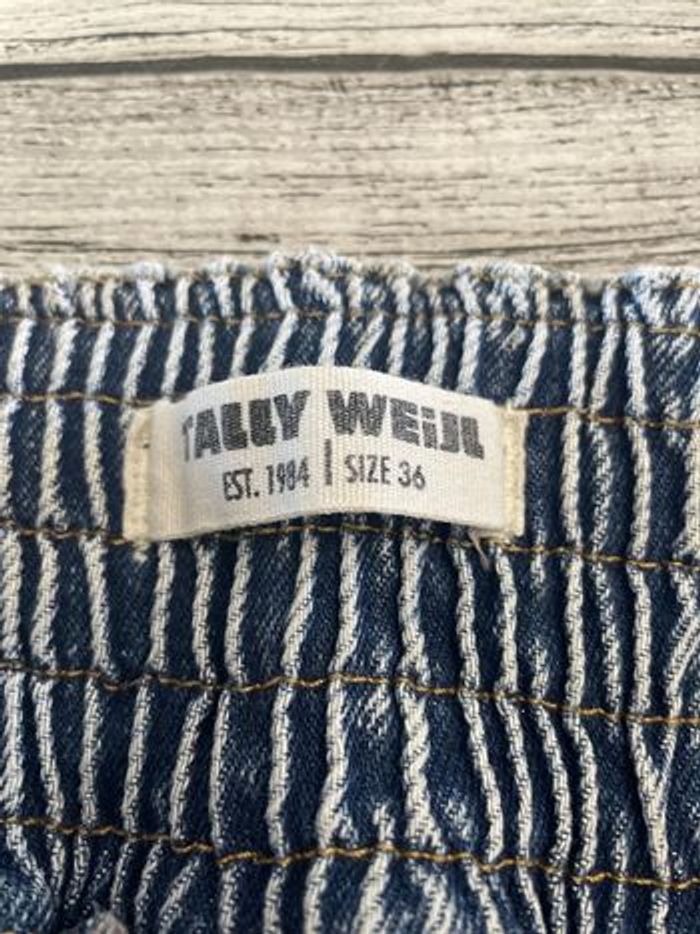 TALLY WEiJL
EST. 1984 | SIZE 36